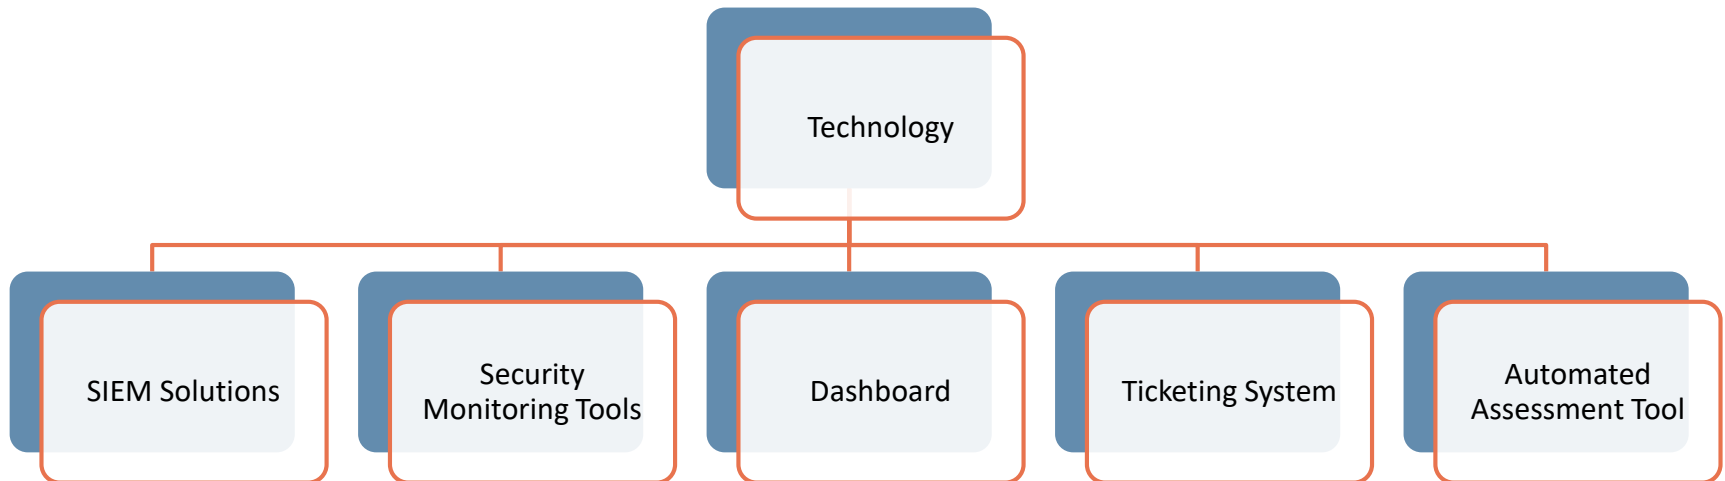 Technology
SIEM Solutions
Security
Monitoring Tools
Dashboard
Ticketing System
Automated
Assessment Tool